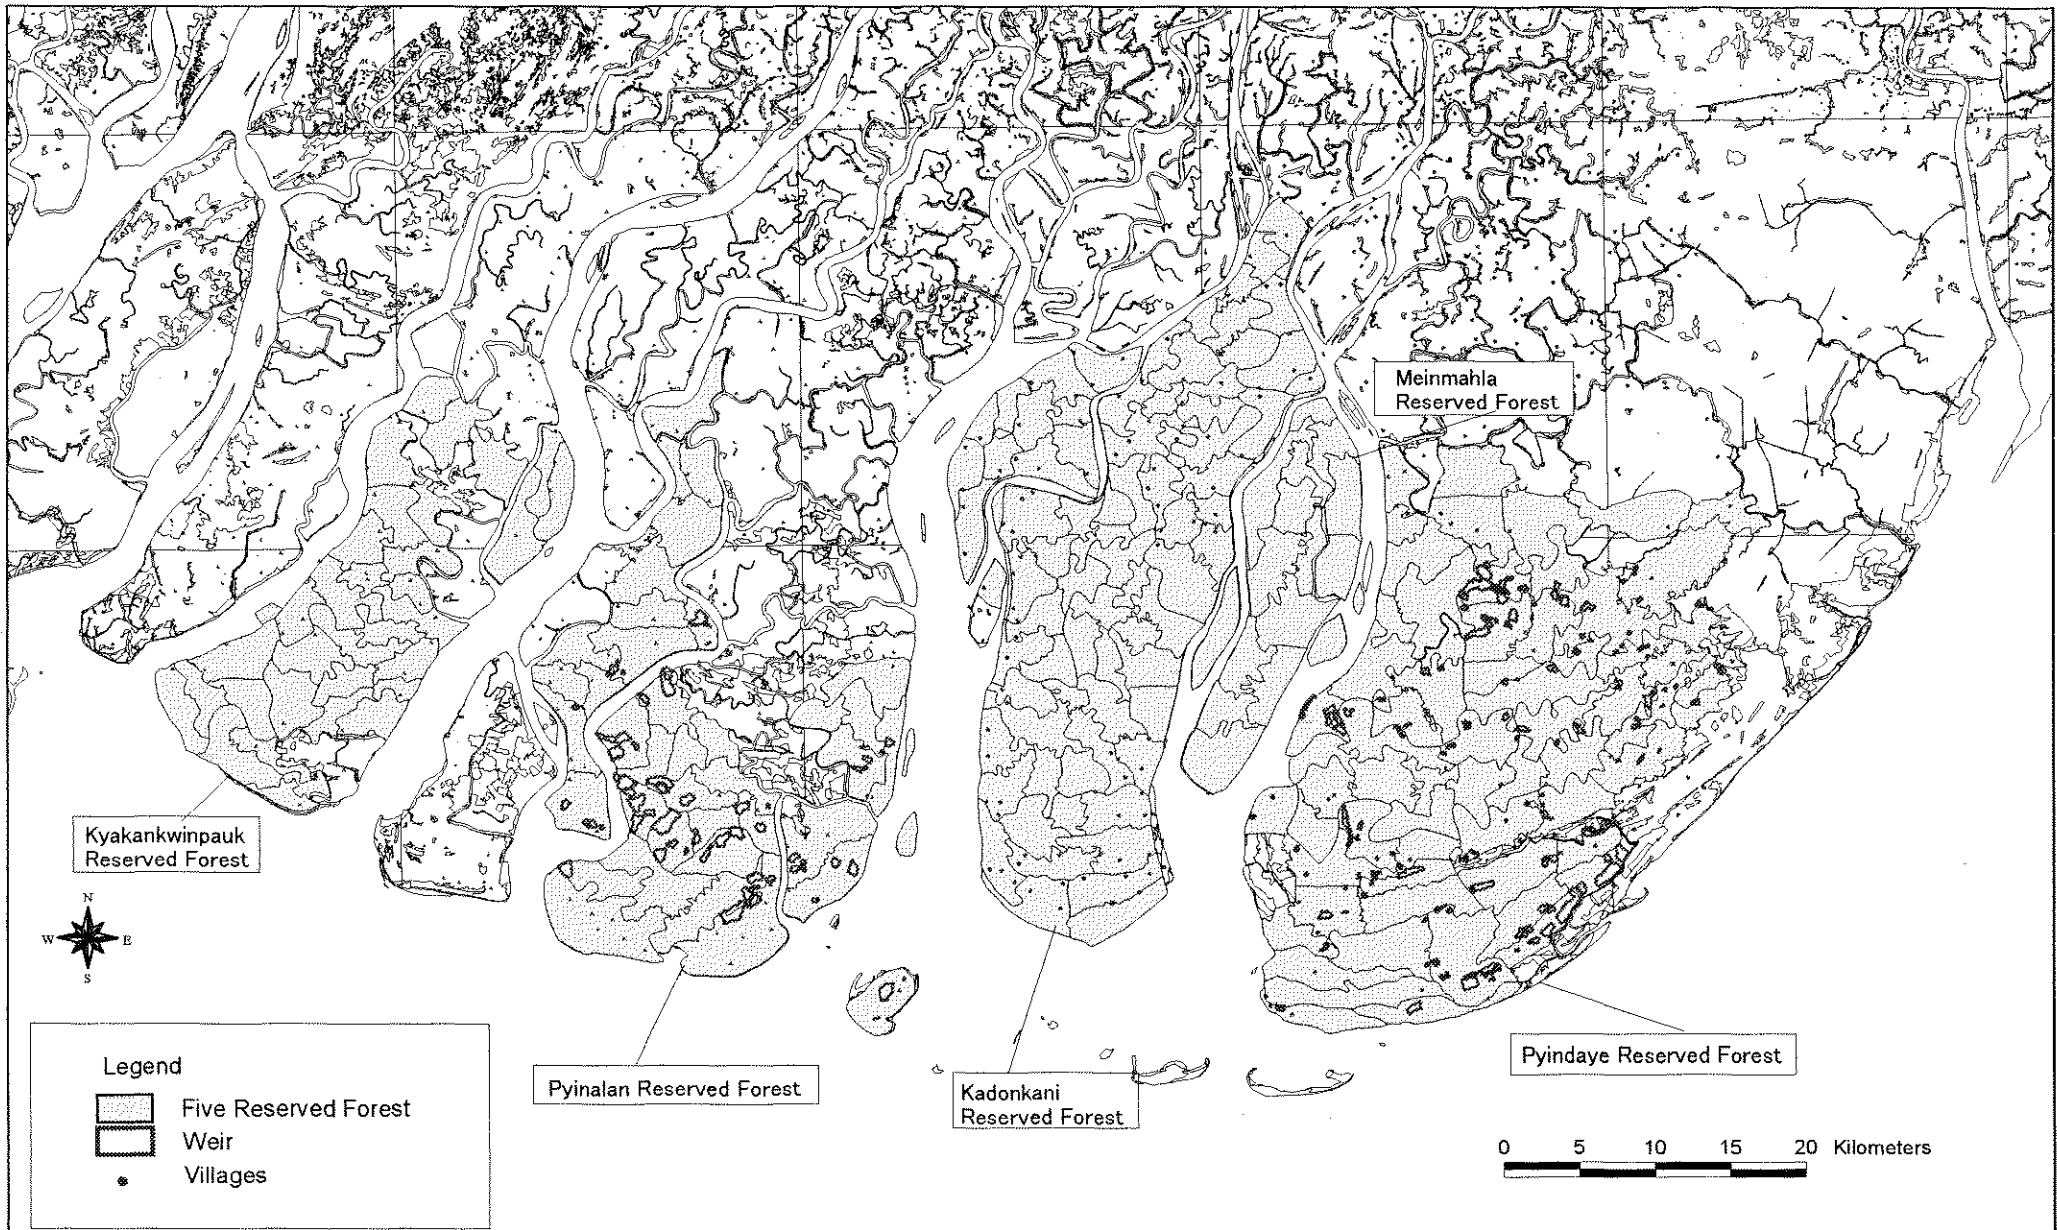 Meinmahla
Reserved Forest
Kyakankwinpauk
Reserved Forest
N
W
E
S
Pyinalan Reserved Forest
Kadonkani
Reserved Forest
Pyindaye Reserved Forest
Legend
Five Reserved Forest
Weir
Villages
0 5 10 15 20 Kilometers